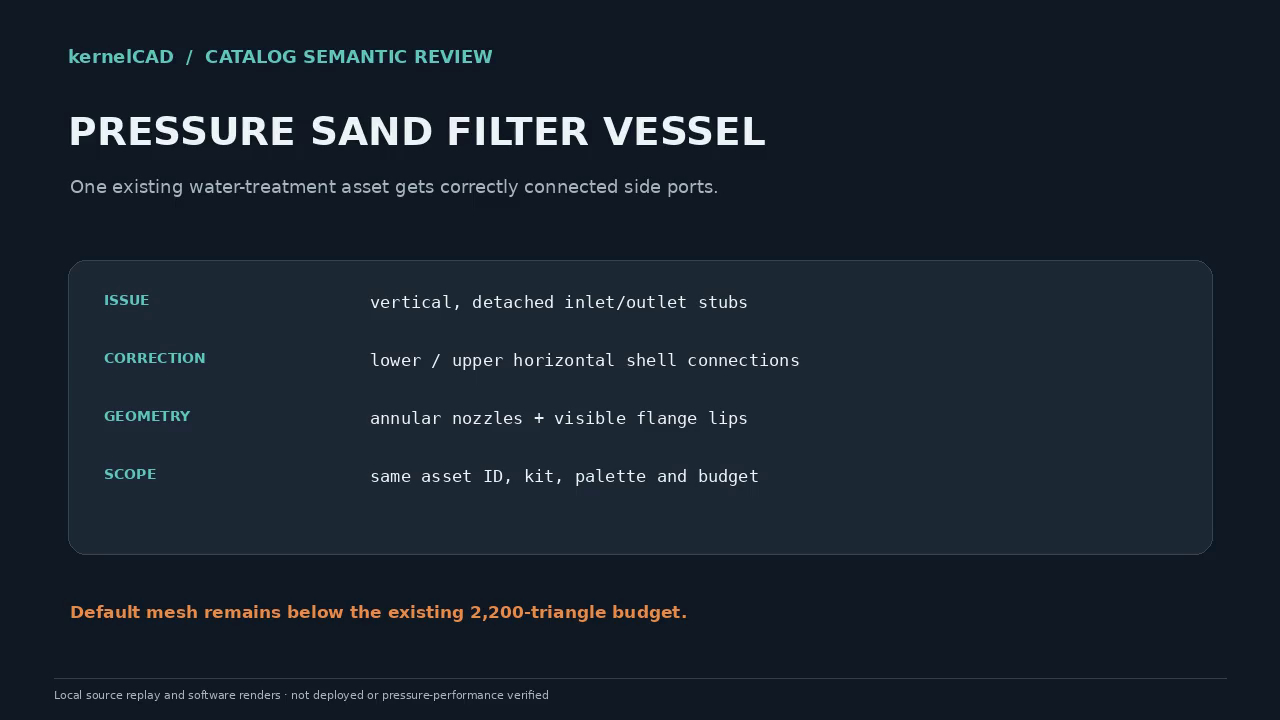 kernelCAD / CATALOG SEMANTIC REVIEW
PRESSURE SAND FILTER VESSEL
One existing water-treatment asset gets correctly connected side ports.
ISSUE vertical, detached inlet/outlet stubs
CORRECTION lower / upper horizontal shell connections
GEOMETRY annular nozzles + visible flange lips
SCOPE same asset ID, kit, palette and budget
Default mesh remains below the existing 2,200-triangle budget.
Local source replay and software renders · not deployed or pressure-performance verified